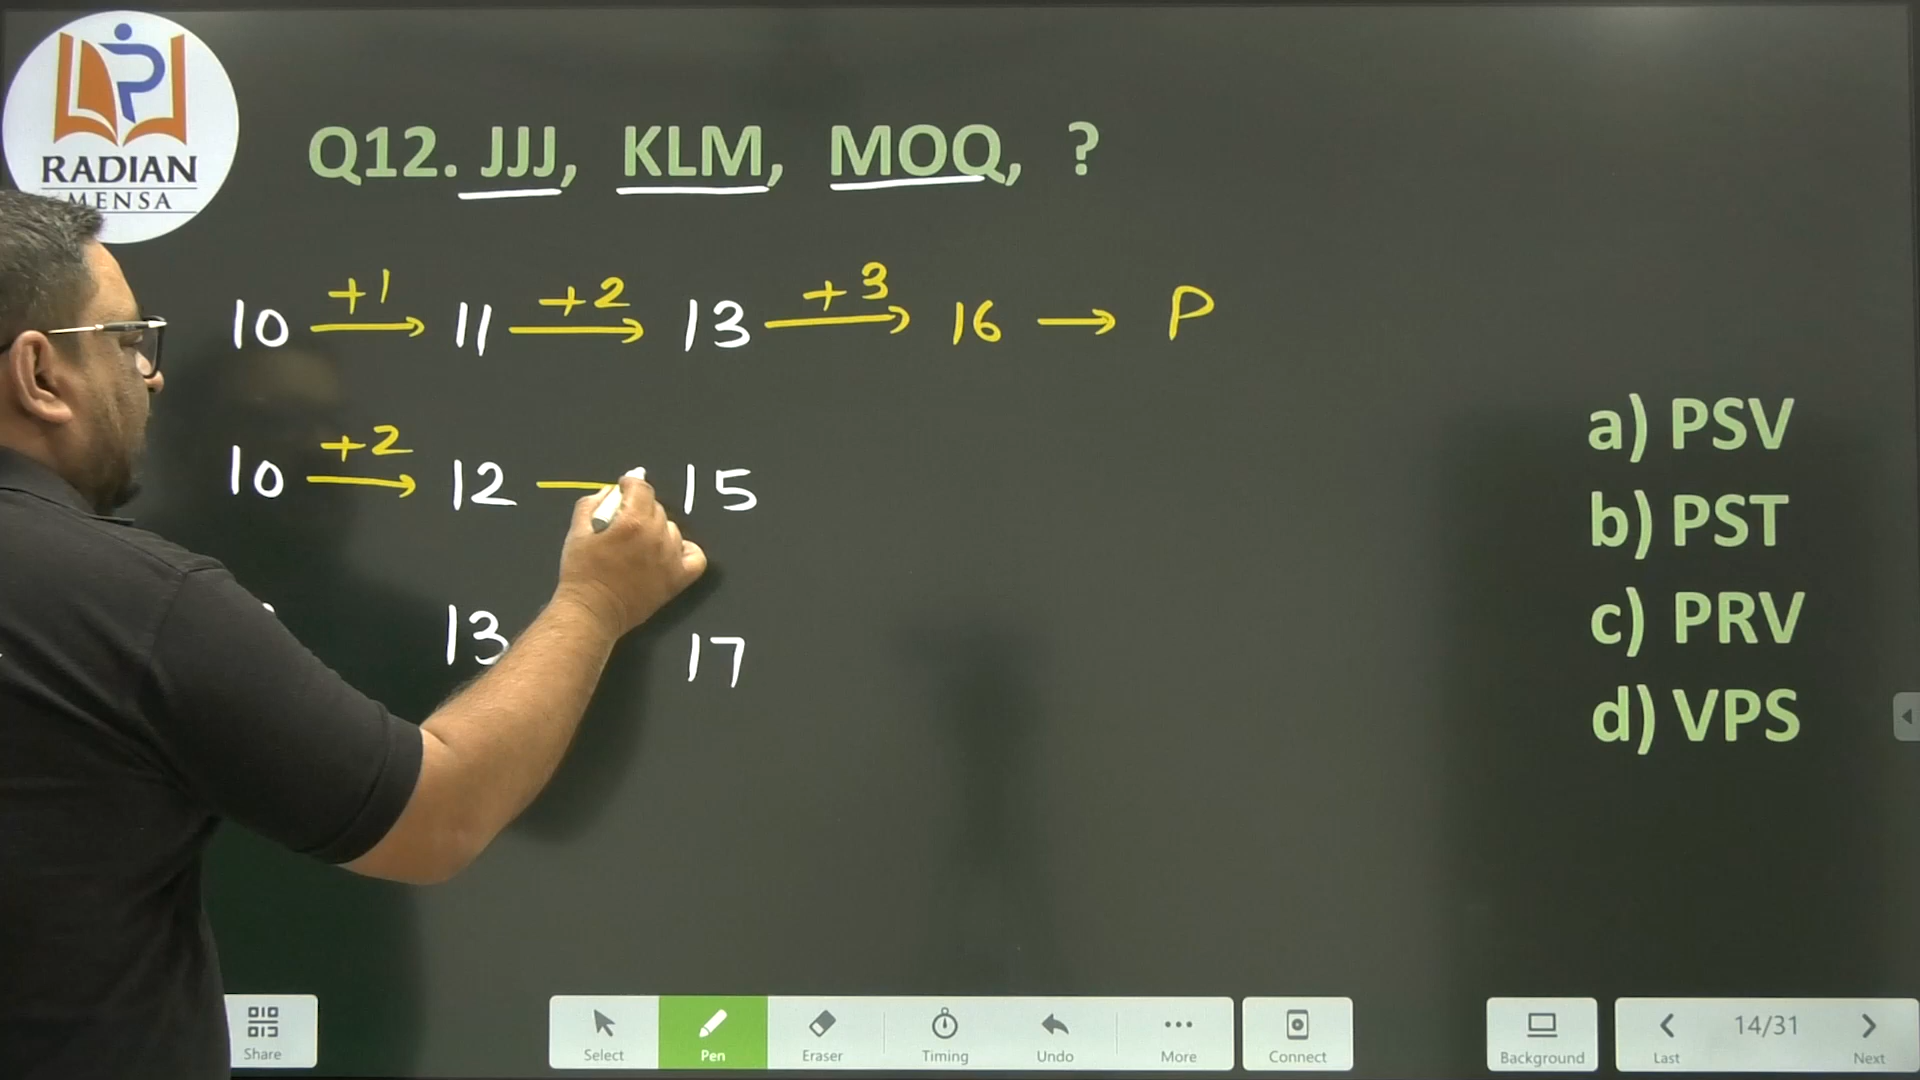 RADIAN
MENSA
Q12. JJJ, KLM, MOQ, ?
10 +1 → 11 +2 → 13 +3 → 16 → P
10 +2 → 12 — 15
13 17
a) PSV
b) PST
c) PRV
d) VPS
Share
Select
Pen
Eraser
Timing
Undo
More
Connect
Background
Last
14/31
Next